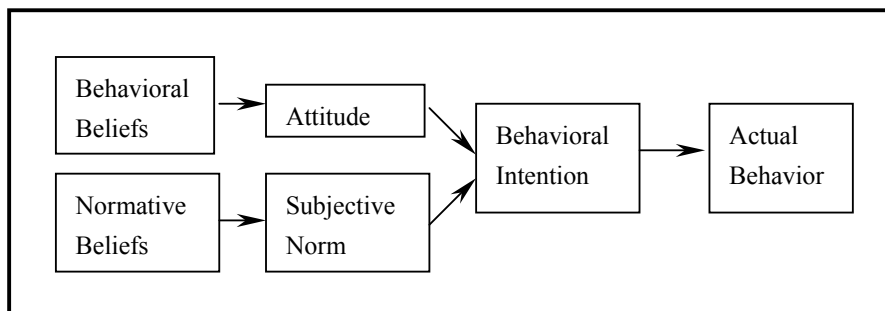 Behavioral
Beliefs
Attitude
Normative
Beliefs
Subjective
Norm
Behavioral
Intention
Actual
Behavior